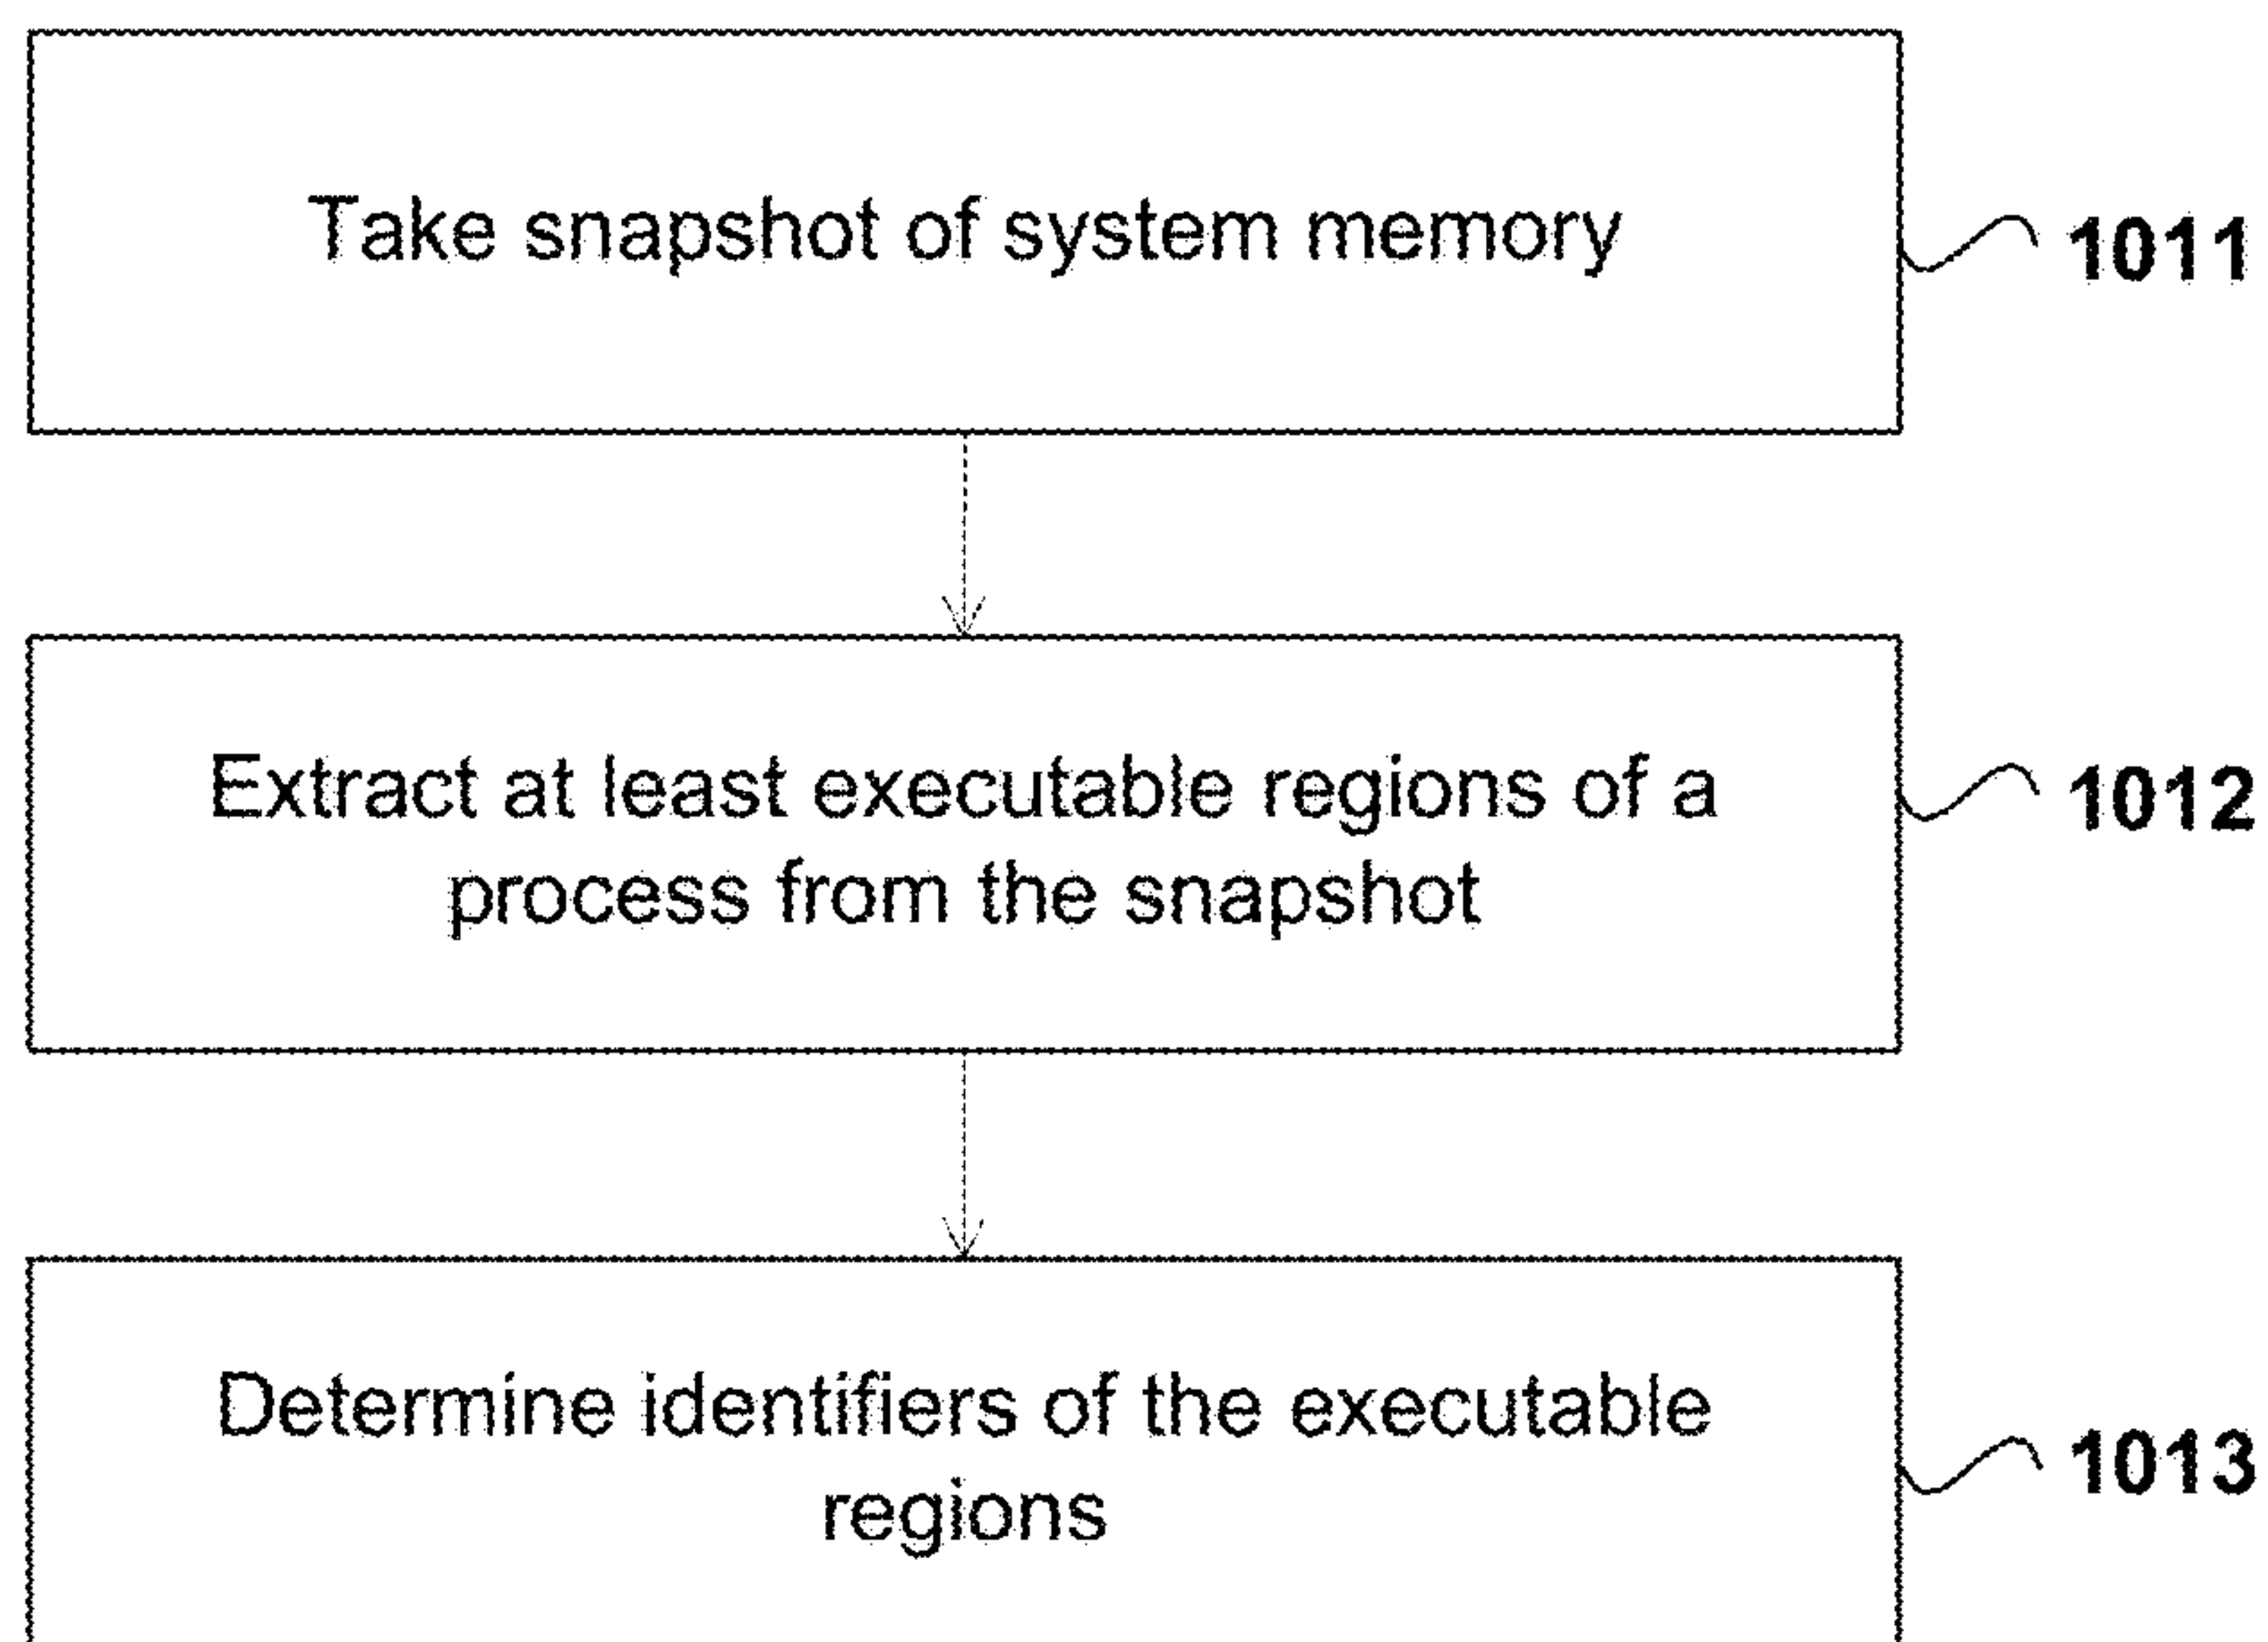 Take snapshot of system memory
1011
Extract at least executable regions of a
process from the snapshot
1012
Determine identifiers of the executable
regions
1013